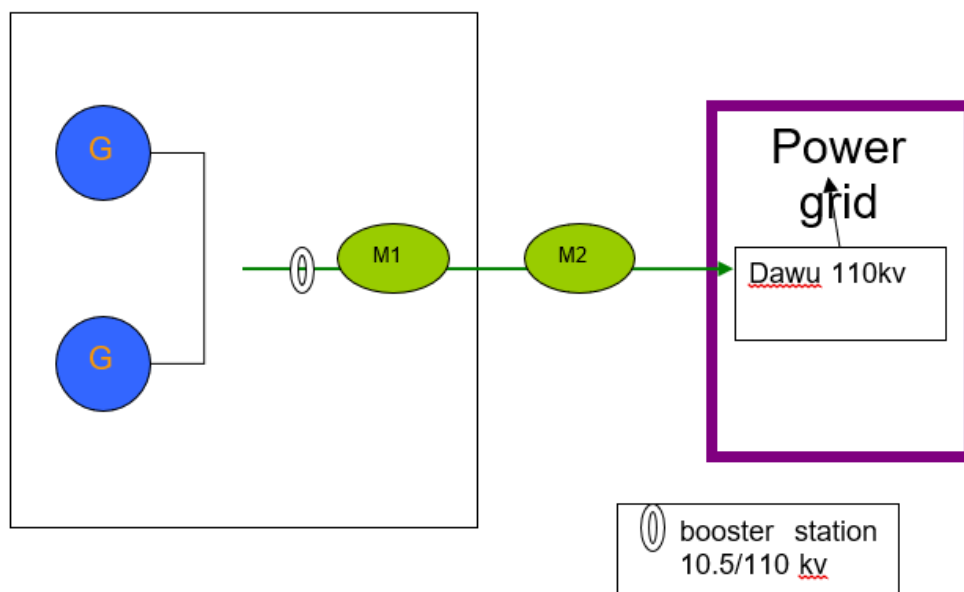 G
G
M1
M2
Power
grid
Dawu 110kv
booster station
10.5/110 kv